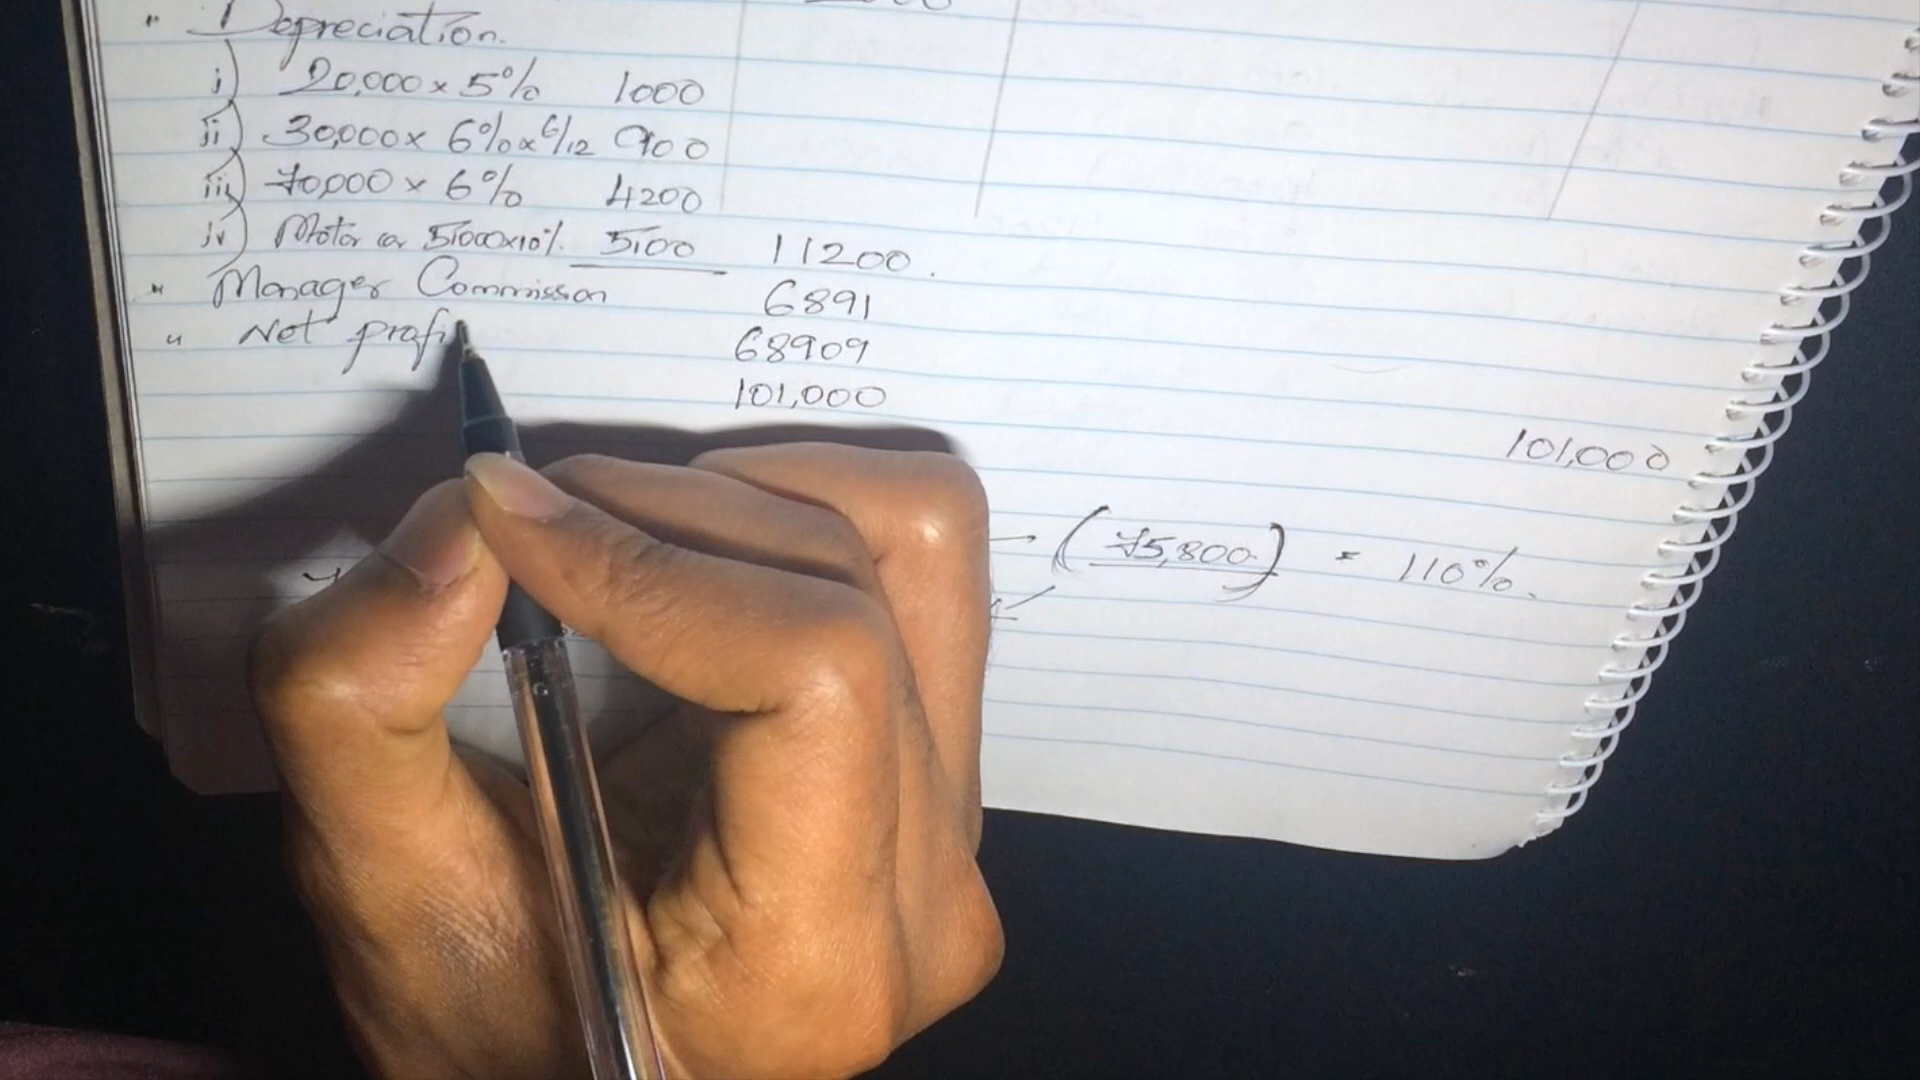 " Depreciation.
i) 20,000 x 5% 1000
ii) 30,000 x 6% x 6/12 900
iii) 70,000 x 6% 4200
iv) Motor car 51000x10%. 5100 11200.
" Manager Commission 6891
" Net profi 68909
101,000
101,000
(75,800) = 110%.